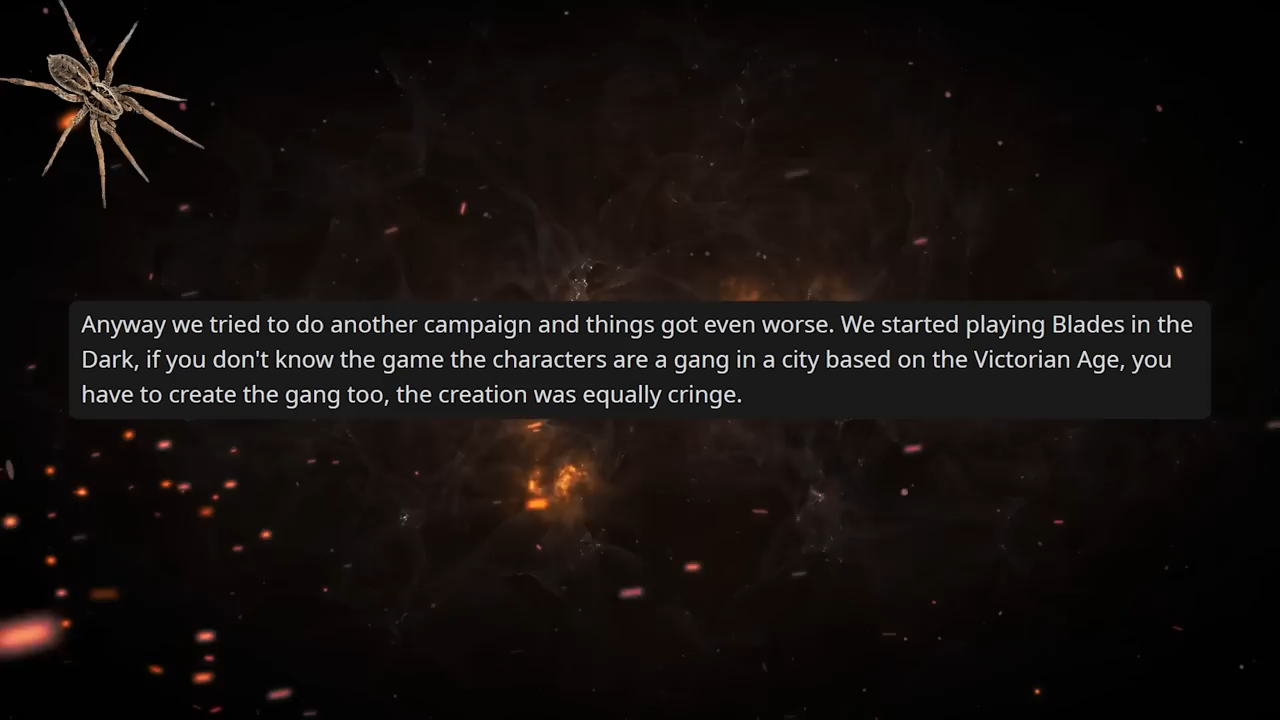 Anyway we tried to do another campaign and things got even worse. We started playing Blades in the
Dark, if you don't know the game the characters are a gang in a city based on the Victorian Age, you
have to create the gang too, the creation was equally cringe.